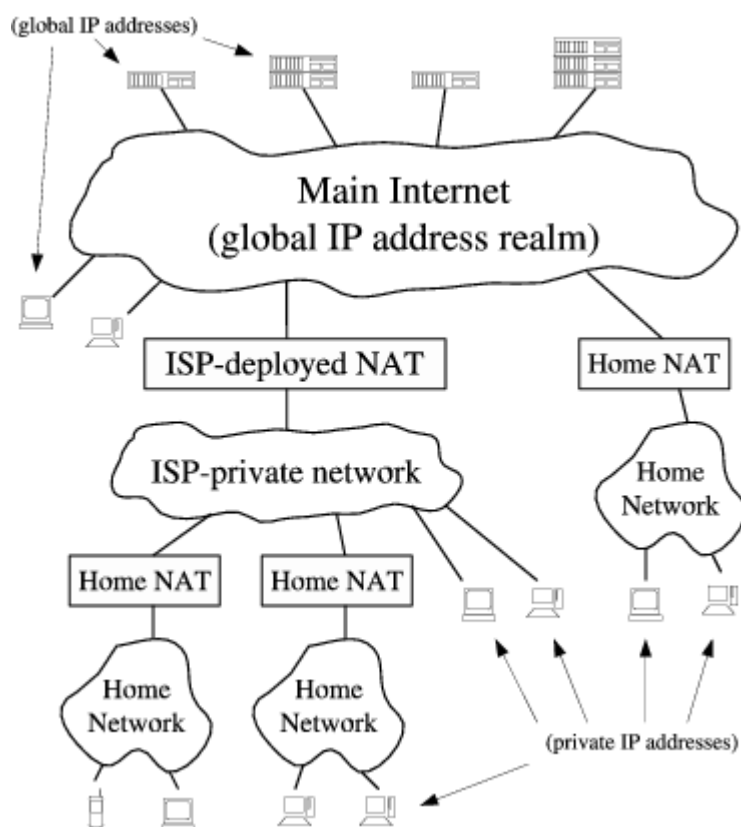 (global IP addresses)
Main Internet
(global IP address realm)
ISP-deployed NAT
Home NAT
ISP-private network
Home
Network
Home NAT
Home NAT
Home
Network
Home
Network
(private IP addresses)